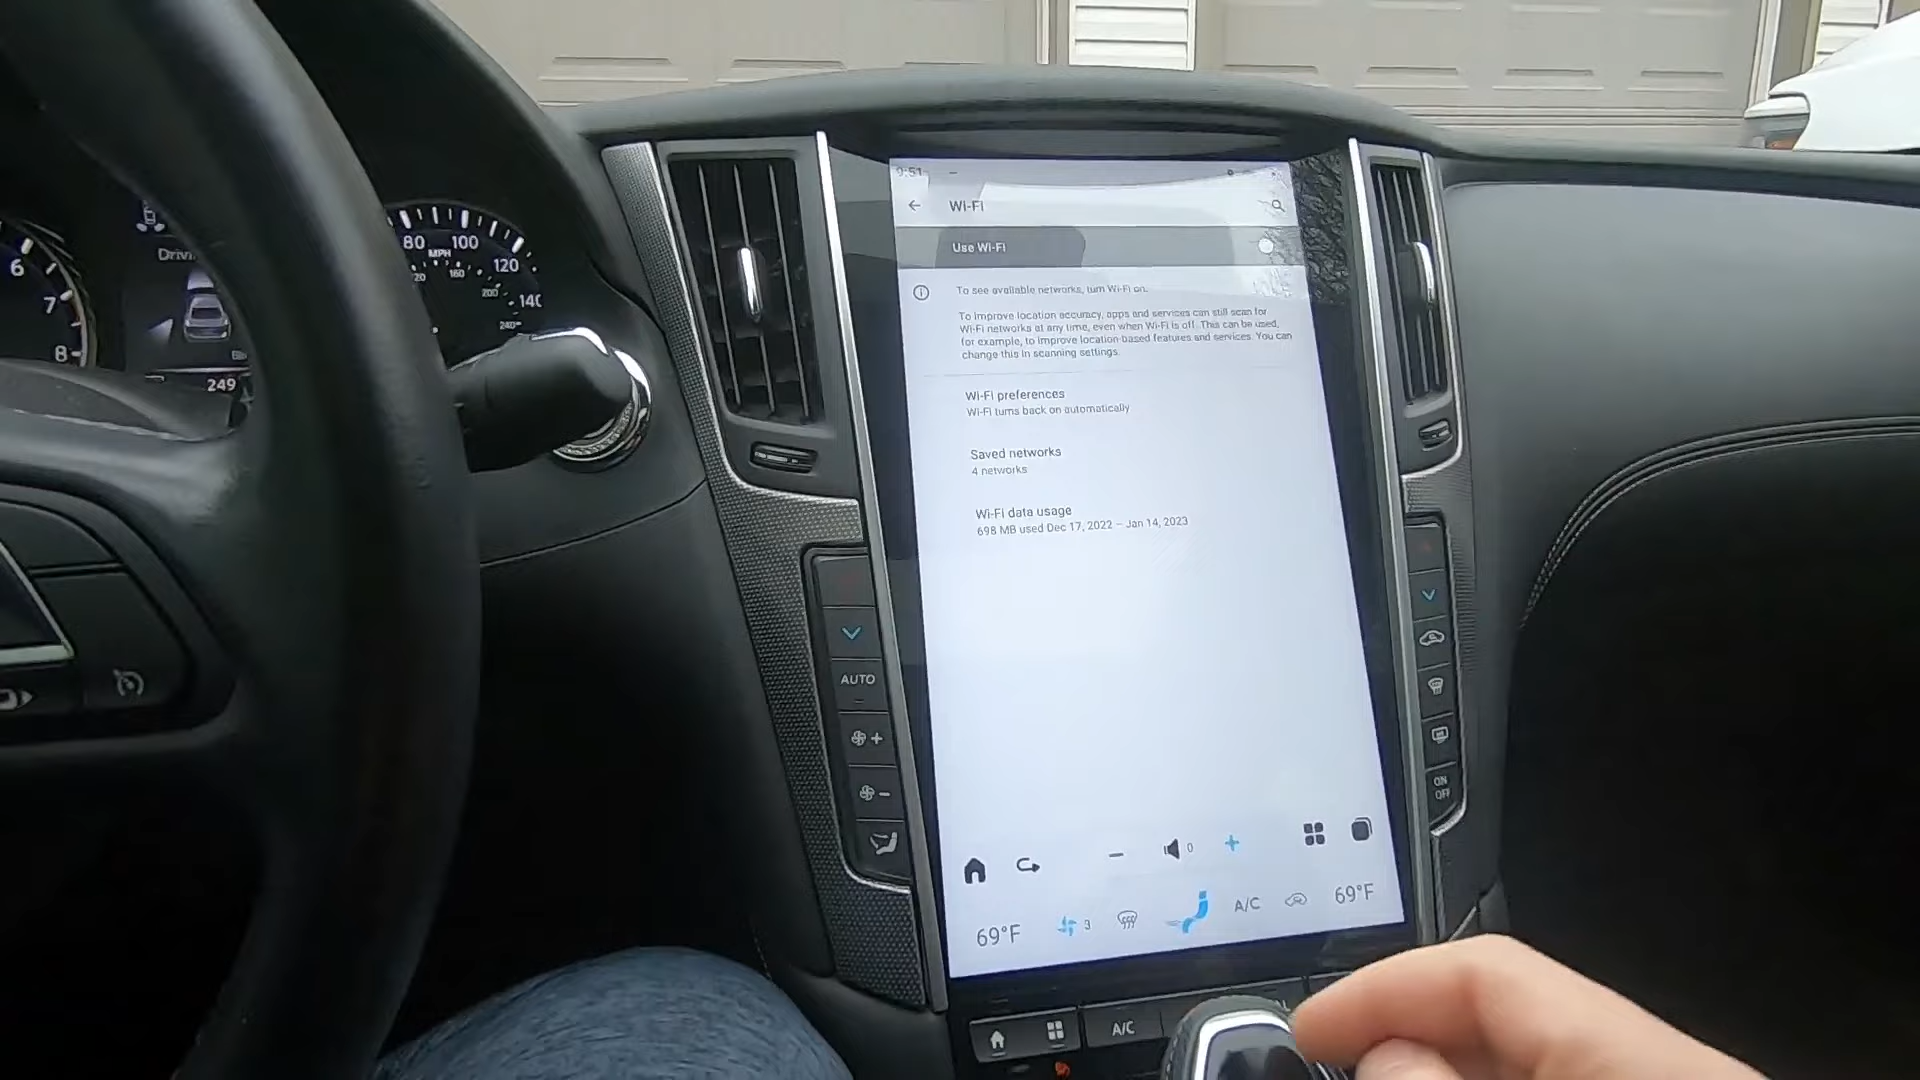 9:51
Wi-Fi
Use Wi-Fi
To see available networks, turn Wi-Fi on.
To improve location accuracy, apps and services can still scan for
Wi-Fi networks at any time, even when Wi-Fi is off. This can be used,
for example, to improve location-based features and services. You can
change this in scanning settings.
Wi-Fi preferences
Wi-Fi turns back on automatically
Saved networks
4 networks
Wi-Fi data usage
698 MB used Dec 17, 2022 – Jan 14, 2023
0
69°F
3
A/C
69°F
AUTO
+
−
ON
OFF
A/C
6
7
8
249
80
100
120
140
MPH
160
200
240